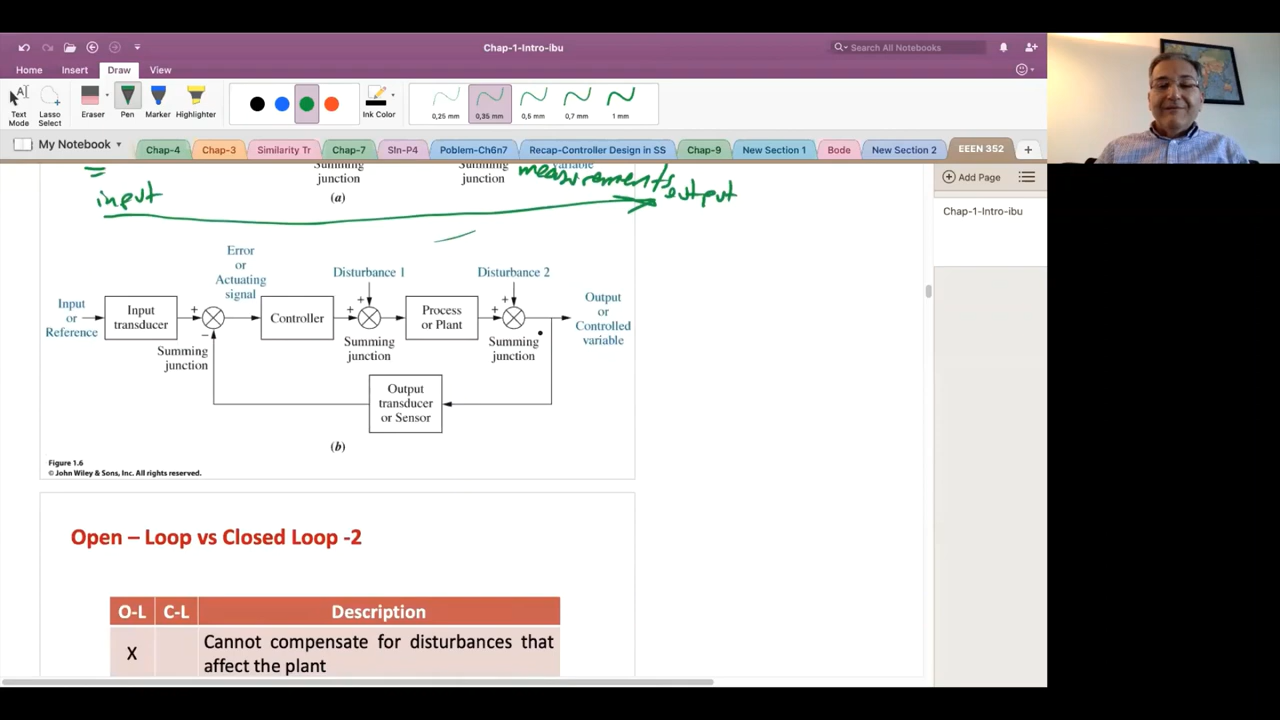 Chap-1-Intro-ibu
Search All Notebooks
Home Insert Draw View
Text Mode
Lasso Select
Eraser
Pen
Marker
Highlighter
Ink Color
0,25 mm
0,35 mm
0,5 mm
0,7 mm
1 mm
My Notebook
Chap-4
Chap-3
Similarity Tr
Chap-7
SIn-P4
Poblem-Ch6n7
Recap-Controller Design in SS
Chap-9
New Section 1
Bode
New Section 2
EEEN 352
Add Page
Chap-1-Intro-ibu
Summing
junction
Summing
junction
variable
measurements
input
output
(a)
Error
or
Actuating
signal
Disturbance 1
Disturbance 2
Input
or
Reference
Input
transducer
+
−
Summing
junction
Controller
+
+
Summing
junction
Process
or Plant
+
+
Summing
junction
Output
or
Controlled
variable
Output
transducer
or Sensor
(b)
Figure 1.6
© John Wiley & Sons, Inc. All rights reserved.
Open – Loop vs Closed Loop -2
O-L C-L Description
X Cannot compensate for disturbances that
affect the plant